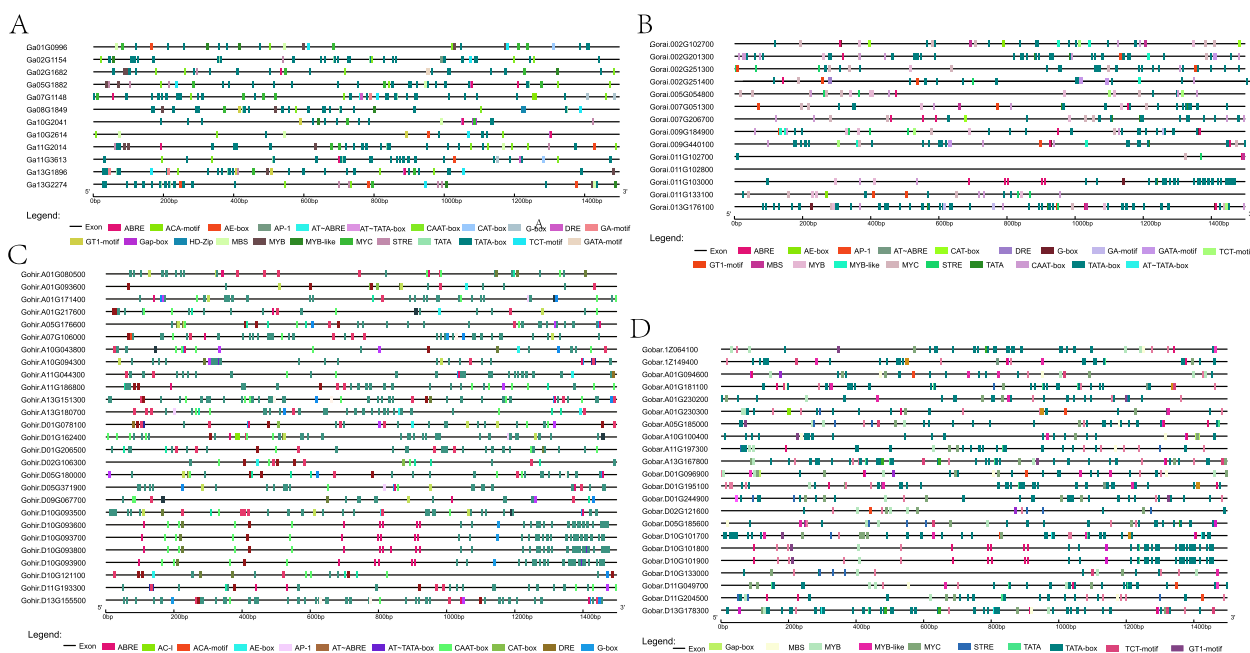 A
Ga01G0996
Ga02G1154
Ga02G1682
Ga05G1882
Ga07G1148
Ga08G1849
Ga10G2041
Ga10G2614
Ga11G2014
Ga11G3613
Ga13G1896
Ga13G2274
5' 3'
0bp 200bp 400bp 600bp 800bp 1000bp 1200bp 1400bp
Legend:
Exon ABRE ACA-motif AE-box AP-1 AT~ABRE AT~TATA-box CAAT-box CAT-box G-box DRE GA-motif
A
GT1-motif Gap-box HD-Zip MBS MYB MYB-like MYC STRE TATA TATA-box TCT-motif GATA-motif
B
Gorai.002G102700
Gorai.002G201300
Gorai.002G251300
Gorai.002G251400
Gorai.005G054800
Gorai.007G051300
Gorai.007G206700
Gorai.009G184900
Gorai.009G440100
Gorai.011G102700
Gorai.011G102800
Gorai.011G103000
Gorai.011G133100
Gorai.013G176100
5' 3'
0bp 200bp 400bp 600bp 800bp 1000bp 1200bp 1400bp
Legend:
Exon ABRE AE-box AP-1 AT~ABRE CAT-box DRE G-box GA-motif GATA-motif TCT-motif
GT1-motif MBS MYB MYB-like MYC STRE TATA CAAT-box TATA-box AT~TATA-box
C
Gohir.A01G080500
Gohir.A01G093600
Gohir.A01G171400
Gohir.A01G217600
Gohir.A05G176600
Gohir.A07G106000
Gohir.A10G043800
Gohir.A10G094300
Gohir.A11G044300
Gohir.A11G186800
Gohir.A13G151300
Gohir.A13G180700
Gohir.D01G078100
Gohir.D01G162400
Gohir.D01G206500
Gohir.D02G106300
Gohir.D05G180000
Gohir.D05G371900
Gohir.D09G067700
Gohir.D10G093500
Gohir.D10G093600
Gohir.D10G093700
Gohir.D10G093800
Gohir.D10G093900
Gohir.D10G121100
Gohir.D11G193300
Gohir.D13G155500
5' 3'
0bp 200bp 400bp 600bp 800bp 1000bp 1200bp 1400bp
Legend:
Exon ABRE AC-I ACA-motif AE-box AP-1 AT~ABRE AT~TATA-box CAAT-box CAT-box DRE G-box
D
Gobar.1Z064100
Gobar.1Z149400
Gobar.A01G094600
Gobar.A01G181100
Gobar.A01G230200
Gobar.A01G230300
Gobar.A05G185000
Gobar.A10G100400
Gobar.A11G197300
Gobar.A13G167800
Gobar.D01G096900
Gobar.D01G195100
Gobar.D01G244900
Gobar.D02G121600
Gobar.D05G185600
Gobar.D10G101700
Gobar.D10G101800
Gobar.D10G101900
Gobar.D10G133000
Gobar.D11G049700
Gobar.D11G204500
Gobar.D13G178300
5' 3'
0bp 200bp 400bp 600bp 800bp 1000bp 1200bp 1400bp
Legend:
Exon Gap-box MBS MYB MYB-like MYC STRE TATA TATA-box TCT-motif GT1-motif